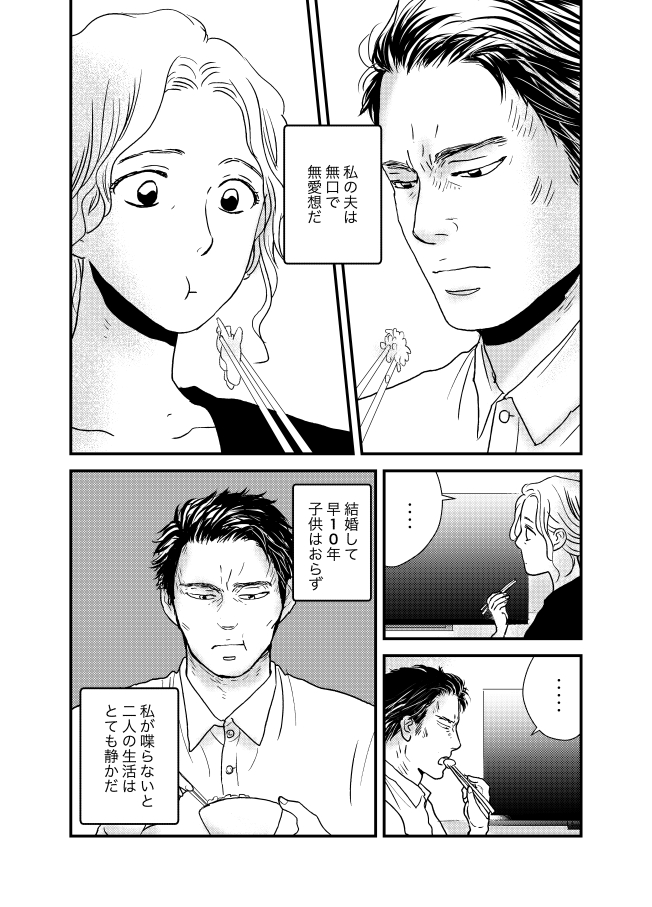 私の夫は
無口で
無愛想だ
結婚して
早10年
子供はおらず
私が喋らないと
二人の生活は
とても静かだ
‥‥
‥‥‥